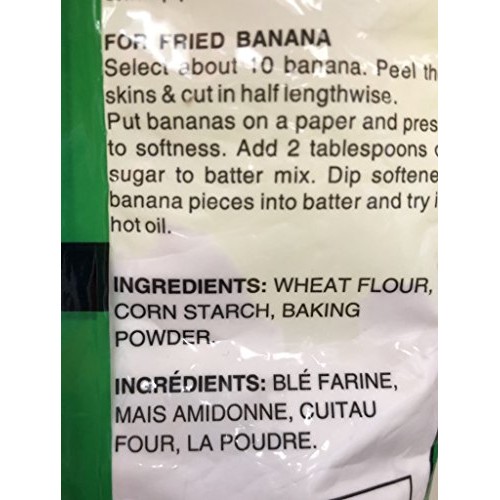 FOR FRIED BANANA
Select about 10 banana. Peel th
skins & cut in half lengthwise.
Put bananas on a paper and pres
to softness. Add 2 tablespoons
sugar to batter mix. Dip softene
banana pieces into batter and try i
hot oil.
INGREDIENTS: WHEAT FLOUR,
CORN STARCH, BAKING
POWDER.
INGRÉDIENTS: BLÉ FARINE,
MAIS AMIDONNE, CUITAU
FOUR, LA POUDRE.